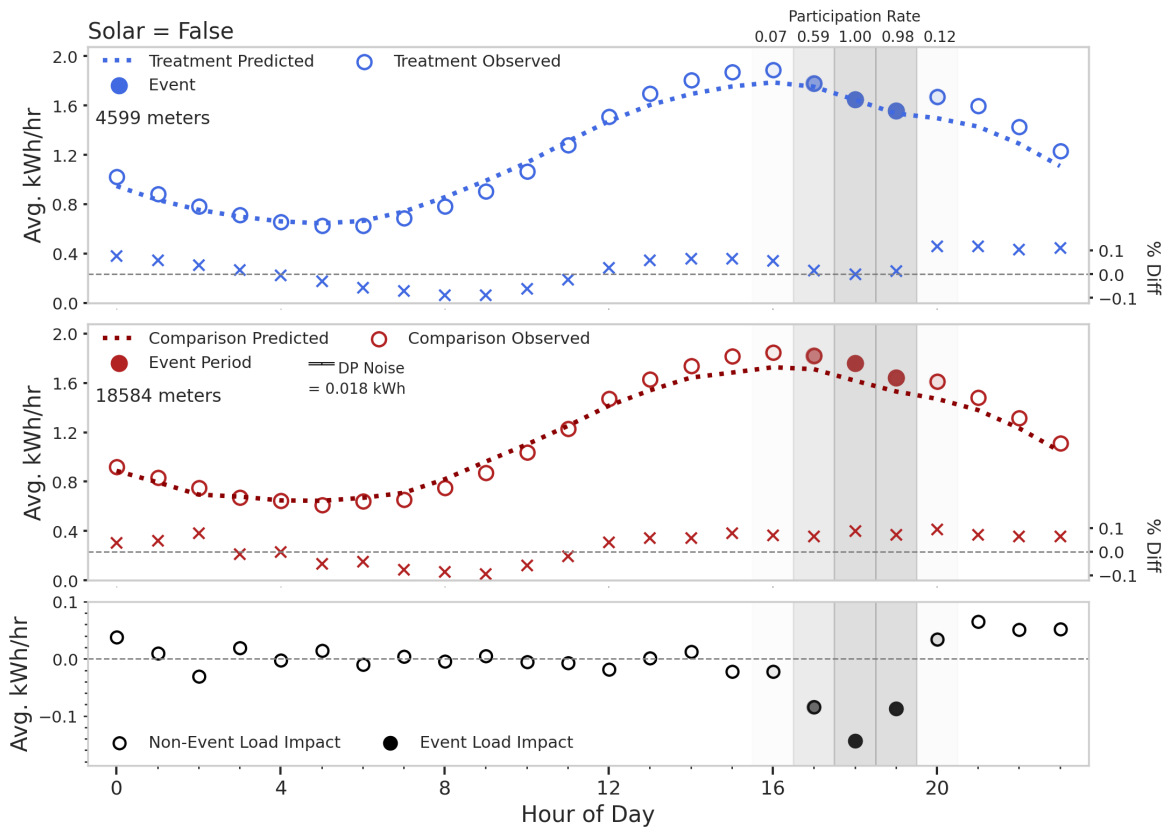 Participation Rate
Solar = False
0.07 0.59 1.00 0.98 0.12
2.0
1.6
1.2
0.8
0.4
0.0
Avg. kWh/hr
Treatment Predicted
Treatment Observed
Event
4599 meters
0.1
0.0
−0.1
% Diff
2.0
1.6
1.2
0.8
0.4
0.0
Avg. kWh/hr
Comparison Predicted
Comparison Observed
Event Period
DP Noise
= 0.018 kWh
18584 meters
0.1
0.0
−0.1
% Diff
0.1
0.0
−0.1
Avg. kWh/hr
Non-Event Load Impact
Event Load Impact
0 4 8 12 16 20
Hour of Day